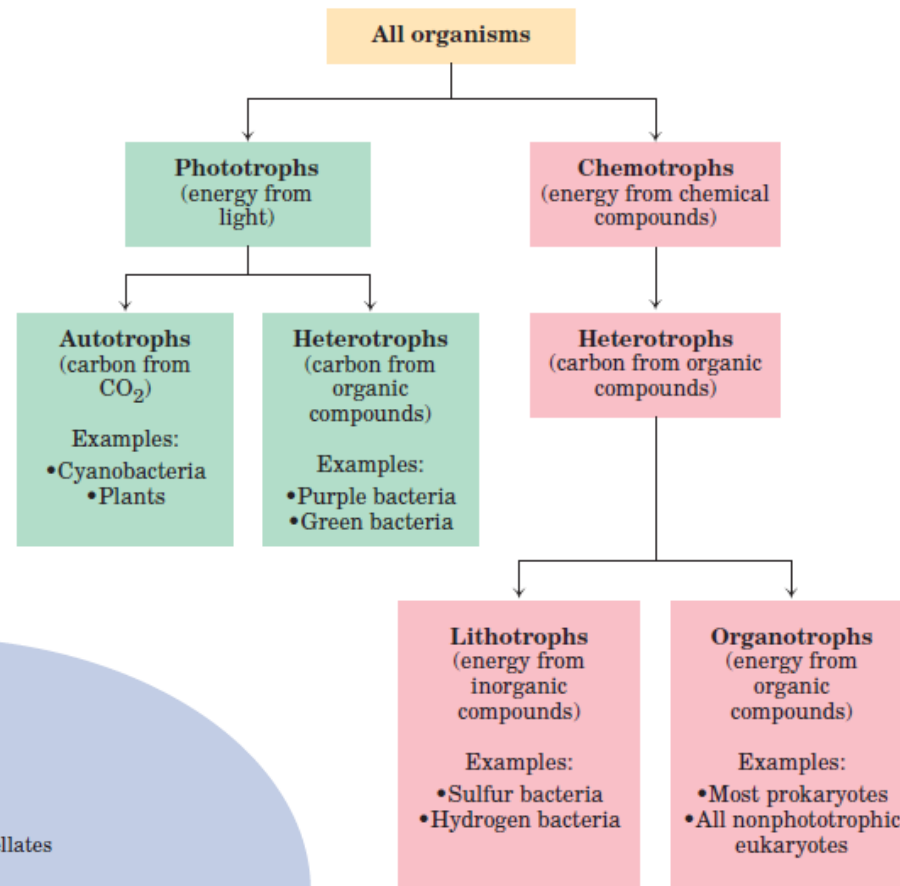 All organisms
Phototrophs
(energy from
light)
Chemotrophs
(energy from chemical
compounds)
Autotrophs
(carbon from
CO₂)
Examples:
•Cyanobacteria
•Plants
Heterotrophs
(carbon from
organic
compounds)
Examples:
•Purple bacteria
•Green bacteria
Heterotrophs
(carbon from organic
compounds)
Lithotrophs
(energy from
inorganic
compounds)
Examples:
•Sulfur bacteria
•Hydrogen bacteria
Organotrophs
(energy from
organic
compounds)
Examples:
•Most prokaryotes
•All nonphototrophic
eukaryotes
llates